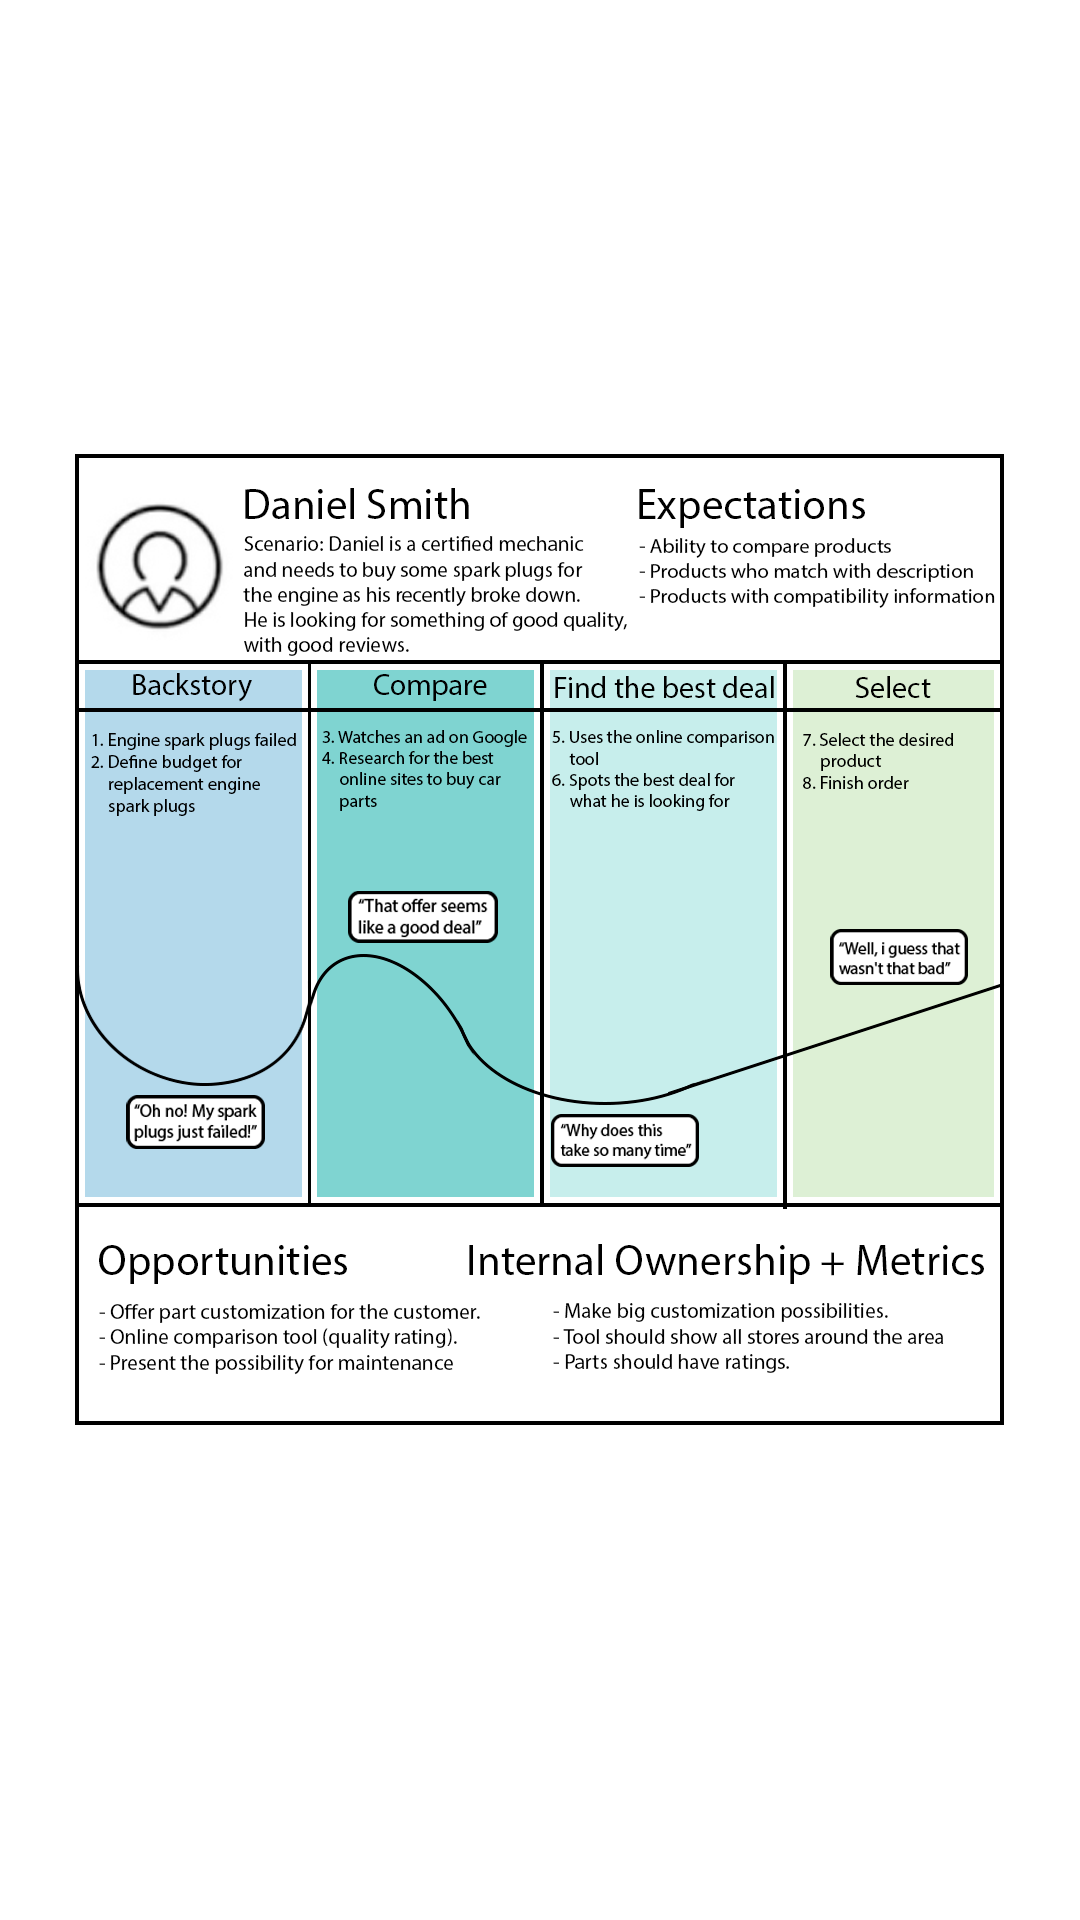 Daniel Smith
Scenario: Daniel is a certified mechanic
and needs to buy some spark plugs for
the engine as his recently broke down.
He is looking for something of good quality,
with good reviews.
Expectations
- Ability to compare products
- Products who match with description
- Products with compatibility information
Backstory
1. Engine spark plugs failed
2. Define budget for
replacement engine
spark plugs
“Oh no! My spark
plugs just failed!”
Compare
3. Watches an ad on Google
4. Research for the best
online sites to buy car
parts
“That offer seems
like a good deal”
Find the best deal
5. Uses the online comparison
tool
6. Spots the best deal for
what he is looking for
“Why does this
take so many time”
Select
7. Select the desired
product
8. Finish order
“Well, i guess that
wasn't that bad”
Opportunities
- Offer part customization for the customer.
- Online comparison tool (quality rating).
- Present the possibility for maintenance
Internal Ownership + Metrics
- Make big customization possibilities.
- Tool should show all stores around the area
- Parts should have ratings.